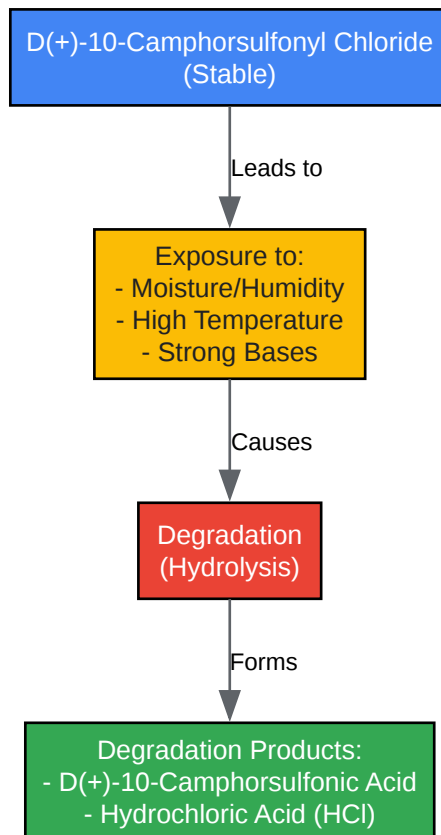 D(+)-10-Camphorsulfonyl Chloride
(Stable)
Leads to
Exposure to:
- Moisture/Humidity
- High Temperature
- Strong Bases
Causes
Degradation
(Hydrolysis)
Forms
Degradation Products:
- D(+)-10-Camphorsulfonic Acid
- Hydrochloric Acid (HCl)